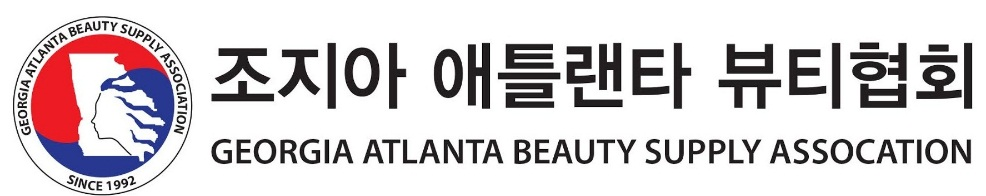 GEORGIA ATLANTA BEAUTY SUPPLY ASSOCIATION
SINCE 1992
조지아 애틀랜타 뷰티협회
GEORGIA ATLANTA BEAUTY SUPPLY ASSOCATION